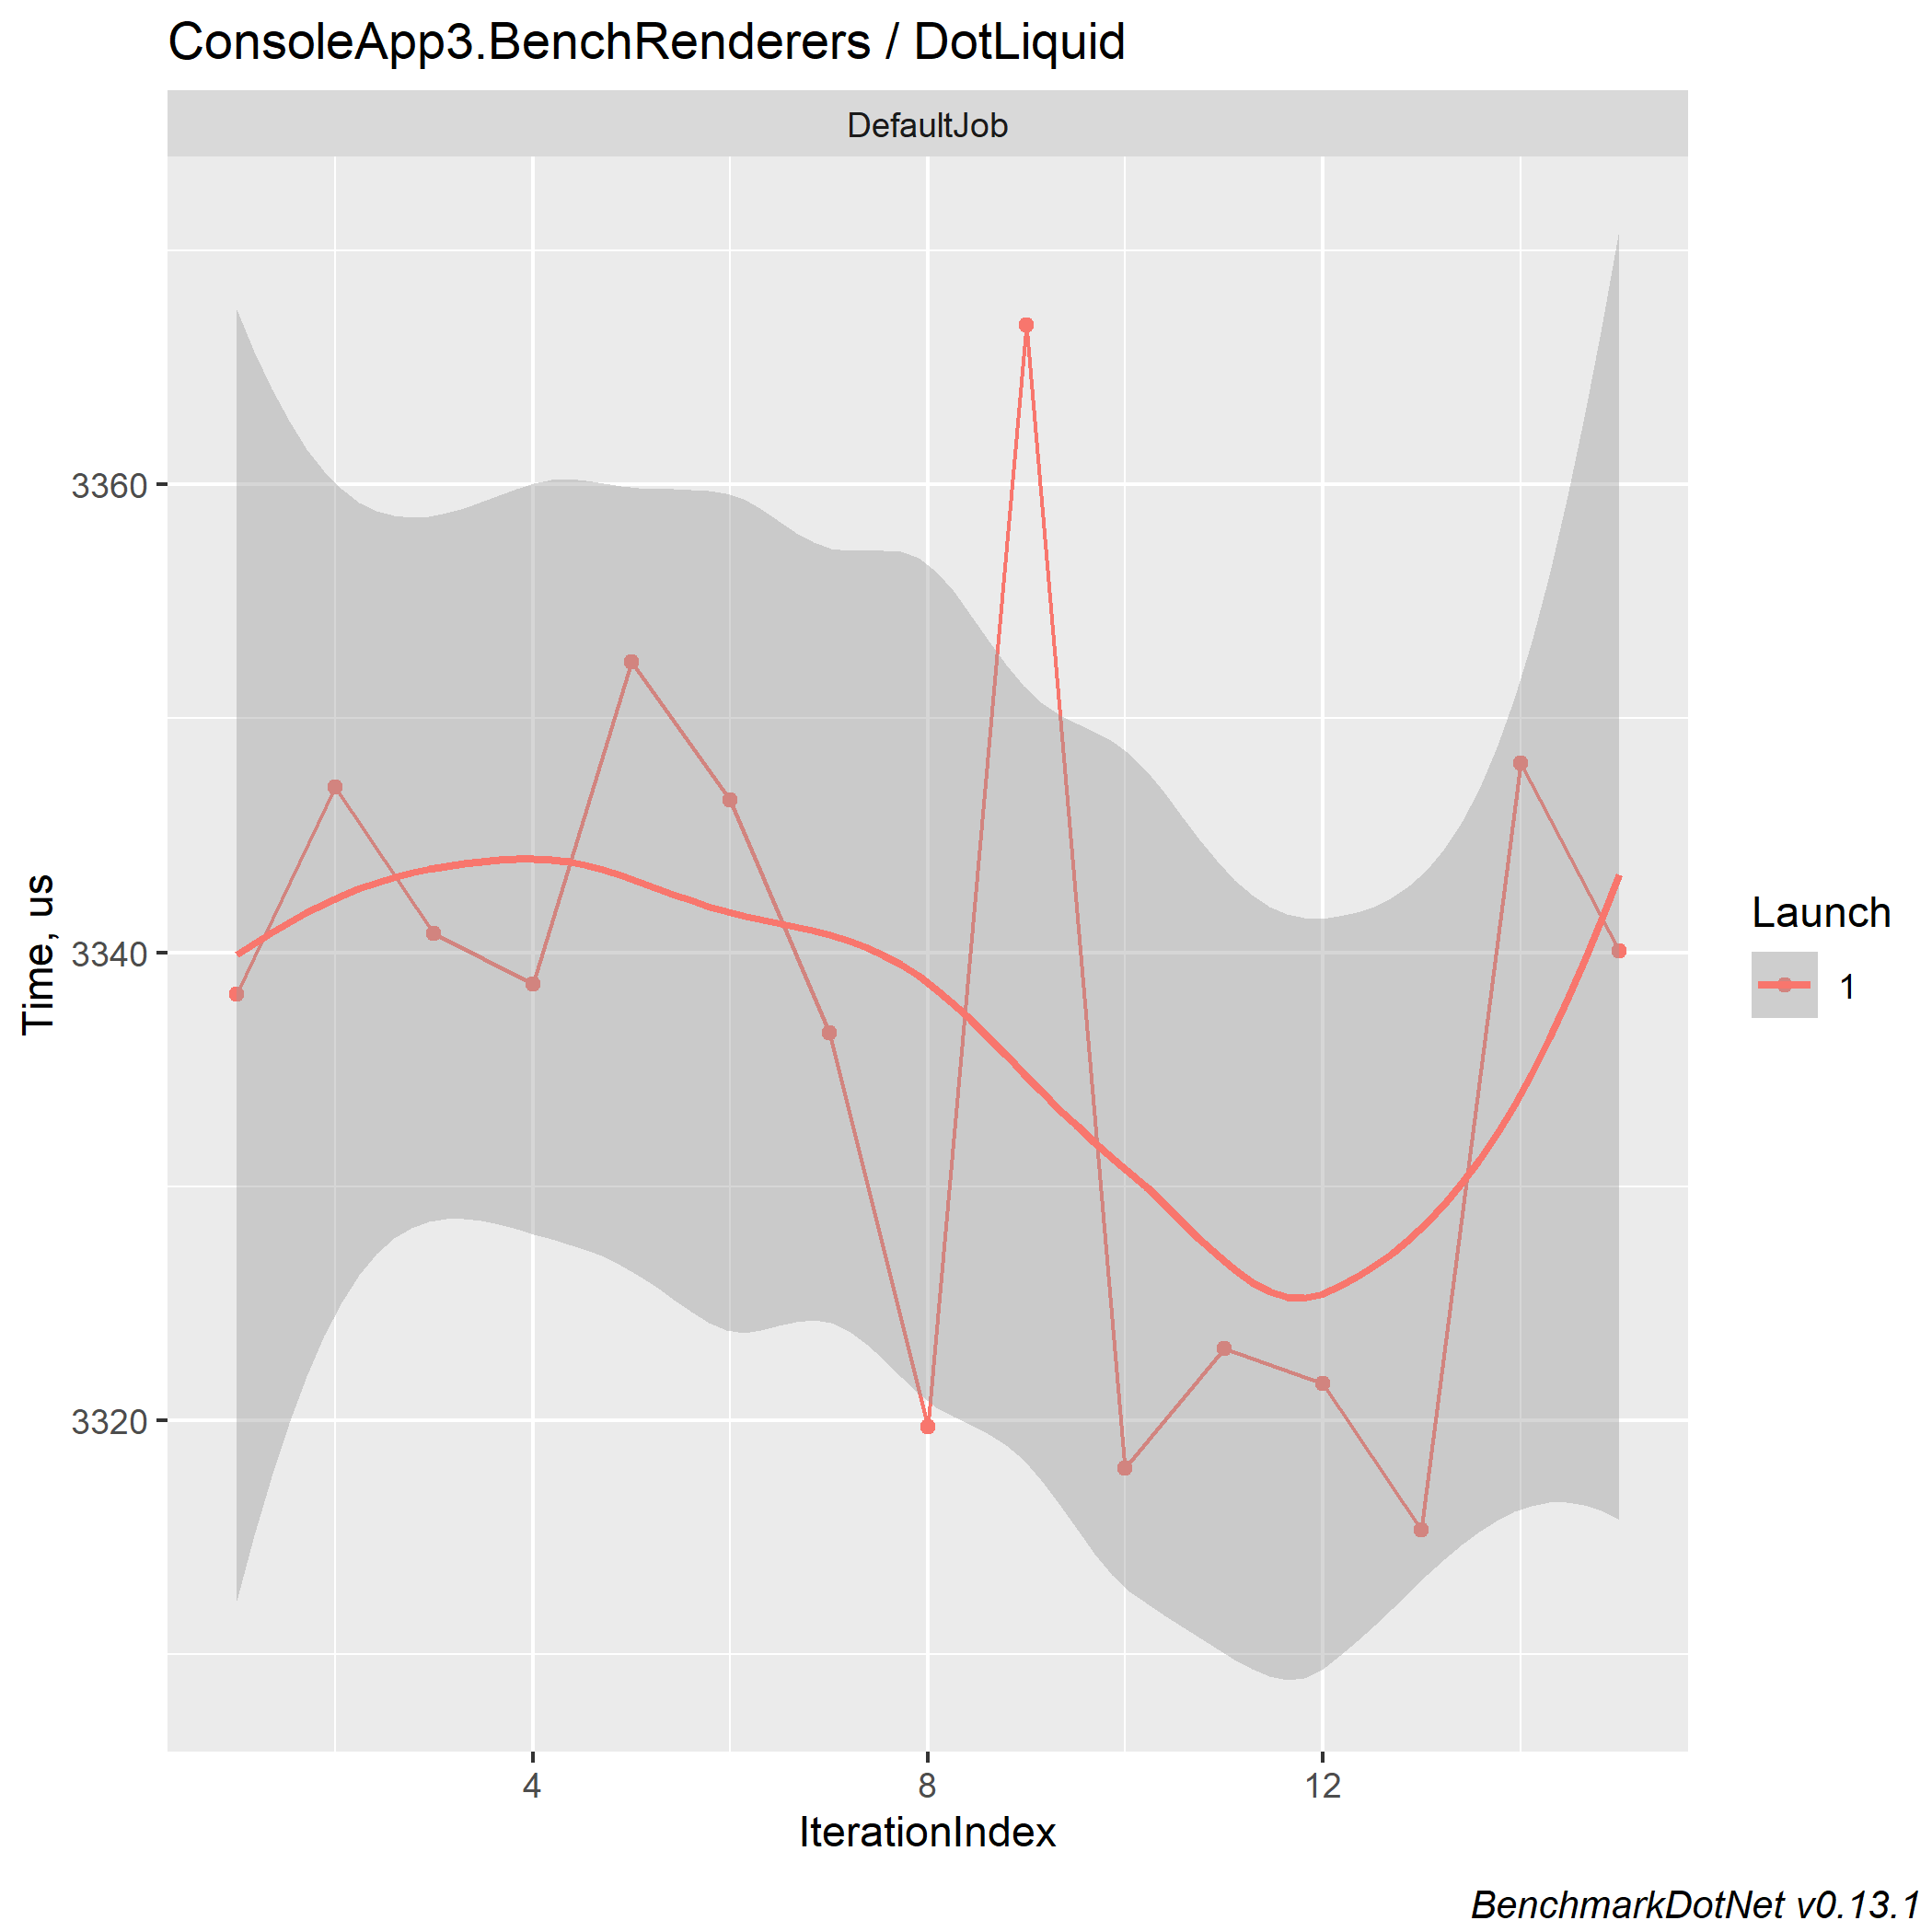 ConsoleApp3.BenchRenderers / DotLiquid
DefaultJob
3360
3340
3320
Time, us
4 8 12
IterationIndex
Launch
1
BenchmarkDotNet v0.13.1